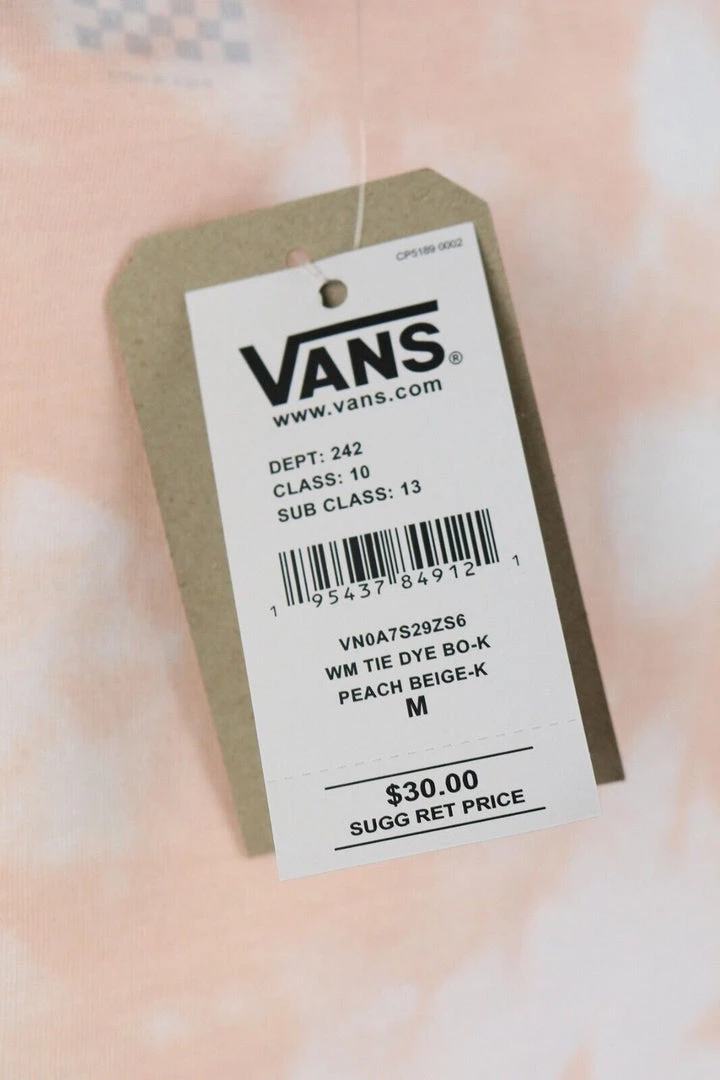 CP5189 0002
VANS®
www.vans.com
DEPT: 242
CLASS: 10
SUB CLASS: 13
1 95437 84912 1
VN0A7S29ZS6
WM TIE DYE BO-K
PEACH BEIGE-K
M
$30.00
SUGG RET PRICE